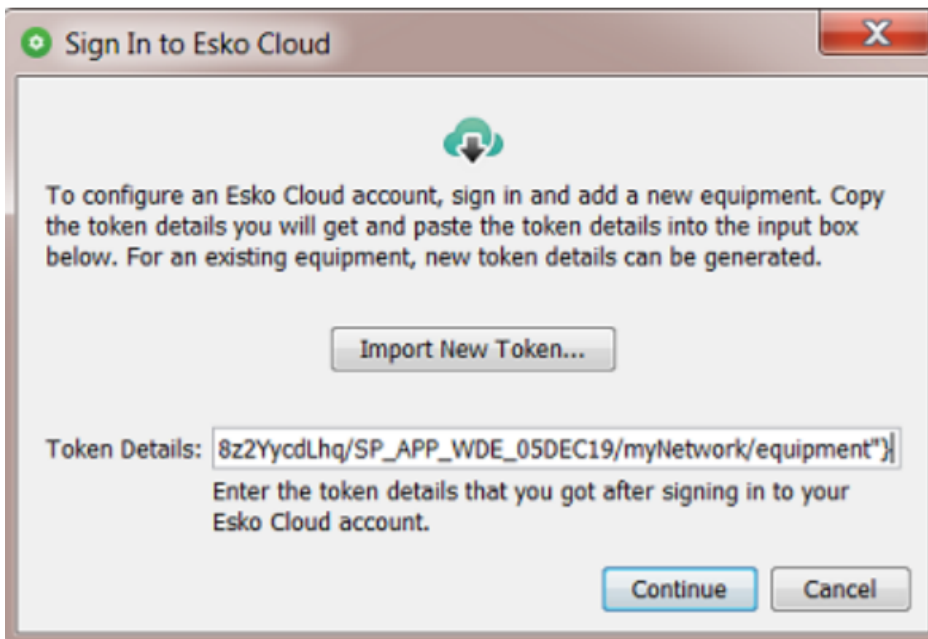 Sign In to Esko Cloud
To configure an Esko Cloud account, sign in and add a new equipment. Copy
the token details you will get and paste the token details into the input box
below. For an existing equipment, new token details can be generated.
Import New Token...
Token Details: 8z2YycdLhq/SP_APP_WDE_05DEC19/myNetwork/equipment"}
Enter the token details that you got after signing in to your
Esko Cloud account.
Continue Cancel